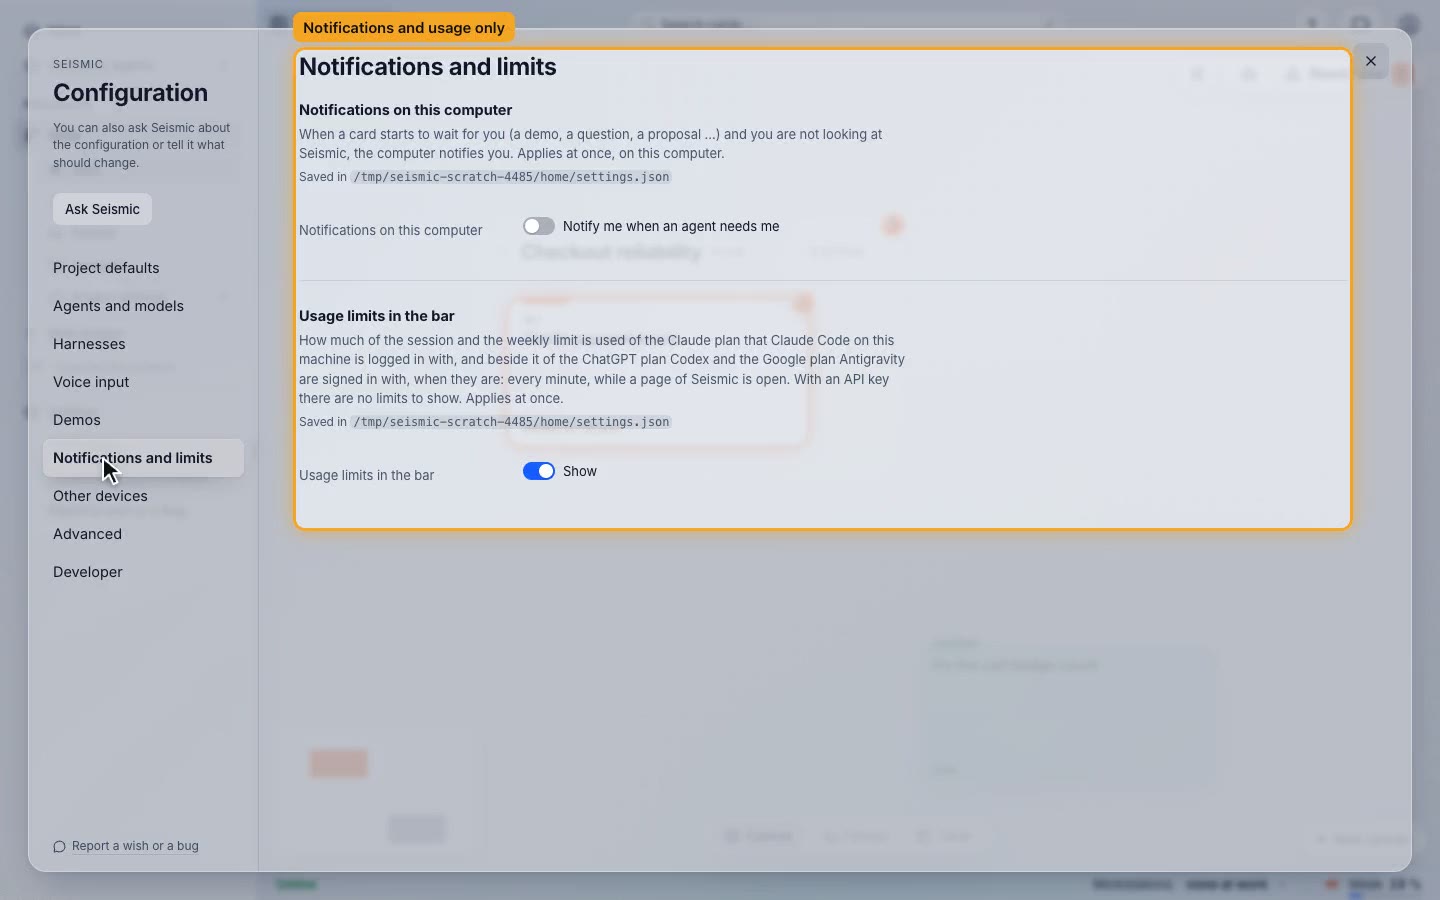 Notifications and usage only
SEISMIC
Configuration
You can also ask Seismic about
the configuration or tell it what
should change.
Ask Seismic
Project defaults
Agents and models
Harnesses
Voice input
Demos
Notifications and limits
Other devices
Advanced
Developer
Report a wish or a bug
Notifications and limits
Notifications on this computer
When a card starts to wait for you (a demo, a question, a proposal ...) and you are not looking at
Seismic, the computer notifies you. Applies at once, on this computer.
Saved in /tmp/seismic-scratch-4485/home/settings.json
Notifications on this computer
Notify me when an agent needs me
Checkout reliability
Usage limits in the bar
How much of the session and the weekly limit is used of the Claude plan that Claude Code on this
machine is logged in with, and beside it of the ChatGPT plan Codex and the Google plan Antigravity
are signed in with, when they are: every minute, while a page of Seismic is open. With an API key
there are no limits to show. Applies at once.
Saved in /tmp/seismic-scratch-4485/home/settings.json
Usage limits in the bar
Show